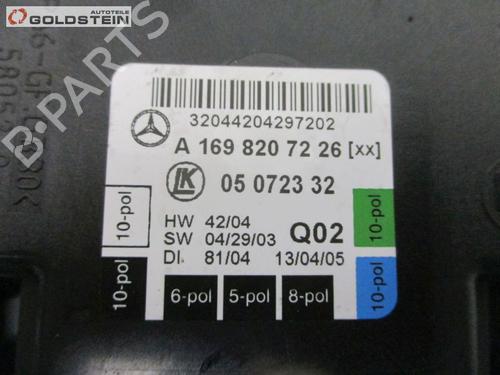 AUTOTEILE
GOLDSTEIN
32044204297202
A 169 820 72 26 [xx]
LK 05 0723 32
HW 42/04
SW 04/29/03 Q02
DI 81/04 13/04/05
10-pol
10-pol
10-pol
10-pol
6-pol 5-pol 8-pol